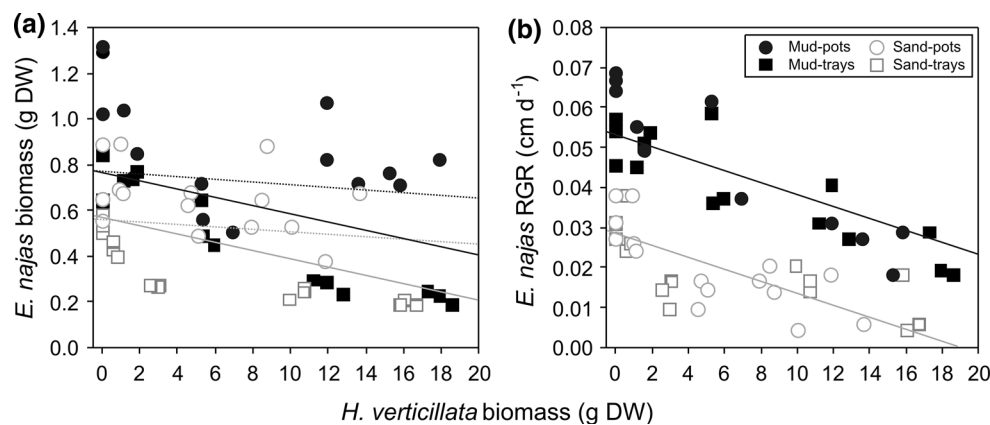 (a)
E. najas biomass (g DW)
1.4
1.2
1.0
0.8
0.6
0.4
0.2
0.0
0 2 4 6 8 10 12 14 16 18 20
(b)
E. najas RGR (cm d-1)
0.08
0.07
0.06
0.05
0.04
0.03
0.02
0.01
0.00
0 2 4 6 8 10 12 14 16 18 20
Mud-pots Sand-pots
Mud-trays Sand-trays
H. verticillata biomass (g DW)